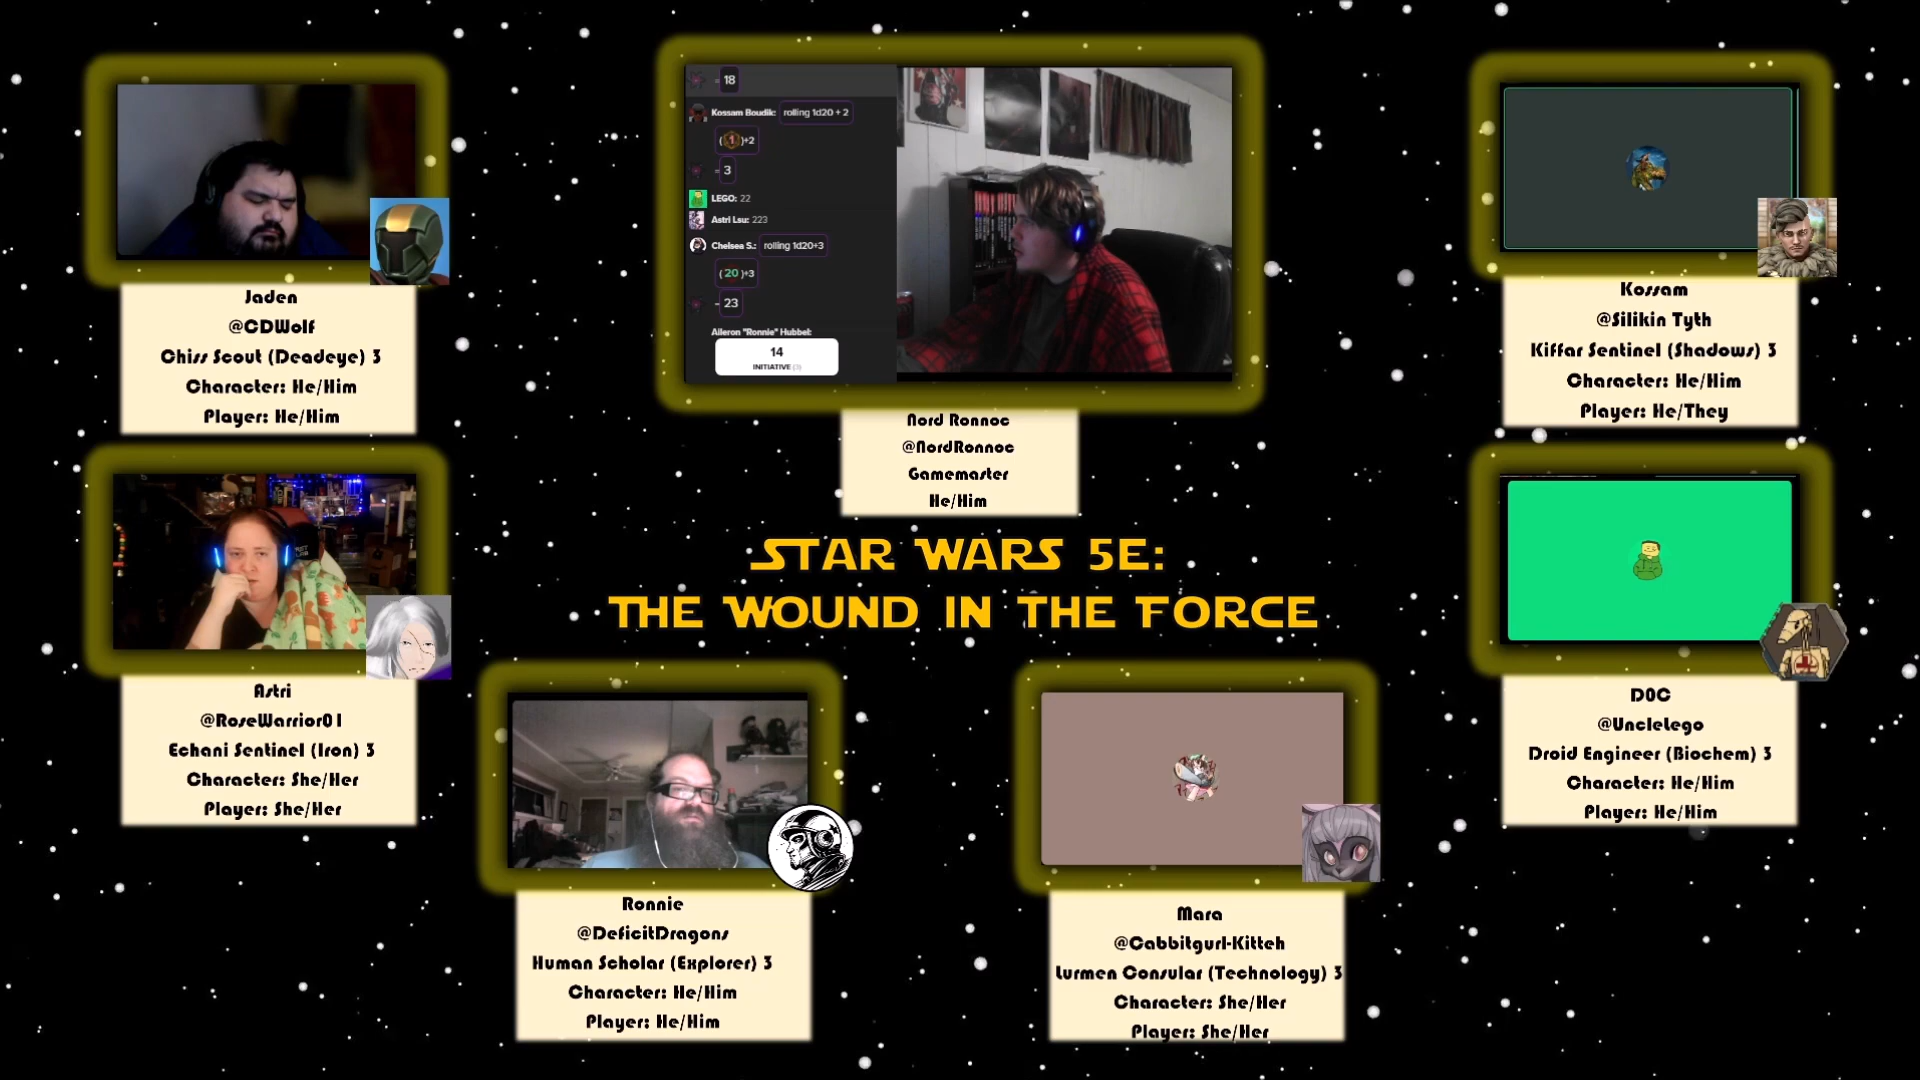 = 18
Kossam Boudik: rolling 1d20 + 2
(1)+2
= 3
LEGO: 22
Astri Lsu: 223
Chelsea S.: rolling 1d20+3
(20)+3
= 23
Aileron "Ronnie" Hubbel:
14
INITIATIVE (3)
Jaden
@CDWolf
Chiss Scout (Deadeye) 3
Character: He/Him
Player: He/Him
Nord Ronnoc
@NordRonnoc
Gamemaster
He/Him
Kossam
@Silikin Tyth
Kiffar Sentinel (Shadows) 3
Character: He/Him
Player: He/They
STAR WARS 5E:
THE WOUND IN THE FORCE
Astri
@RoseWarrior01
Echani Sentinel (Iron) 3
Character: She/Her
Player: She/Her
D0C
@UncleLego
Droid Engineer (Biochem) 3
Character: He/Him
Player: He/Him
Ronnie
@DeficitDragons
Human Scholar (Explorer) 3
Character: He/Him
Player: He/Him
Mara
@Cabbitgurl-Kitteh
Lurmen Consular (Technology) 3
Character: She/Her
Player: She/Her